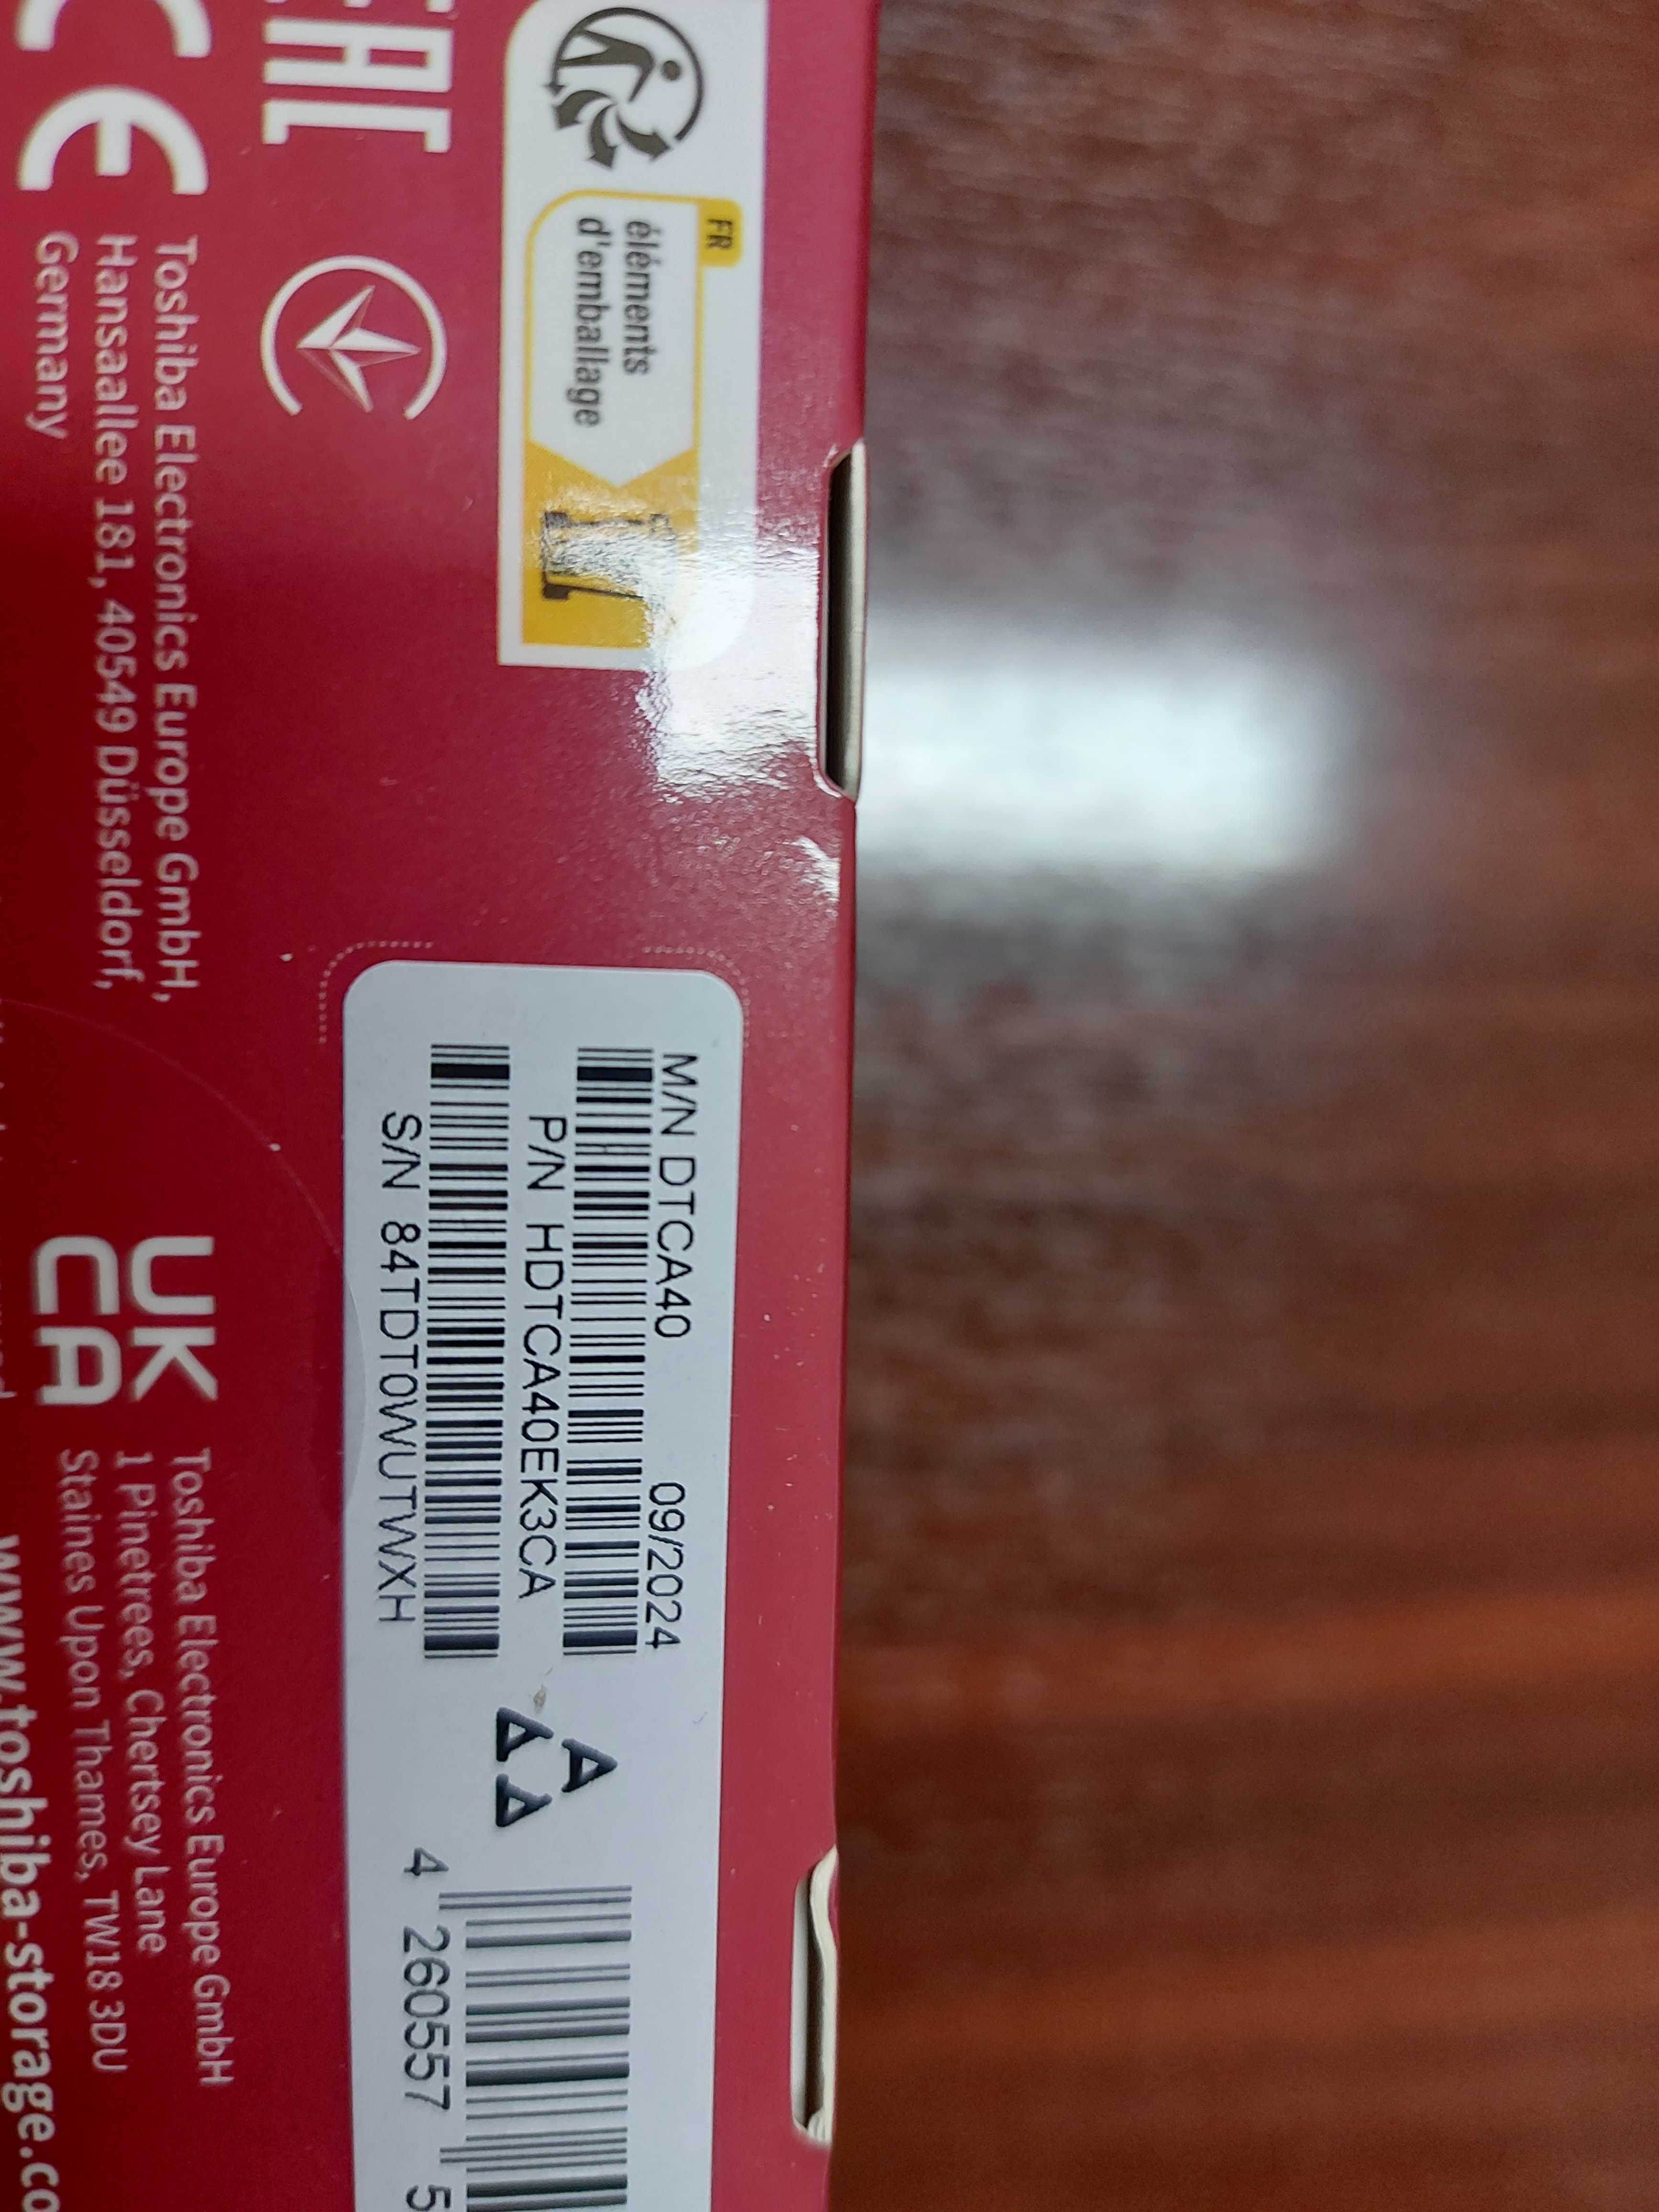 EAC
FR
éléments
d'emballage
CE
Toshiba Electronics Europe GmbH,
Hansaallee 181, 40549 Düsseldorf,
Germany
M/N DTCA40 09/2024
P/N HDTCA40EK3CA
S/N 84TDT0WUTWXH
4 260557 5
UK
CA
Toshiba Electronics Europe GmbH
1 Pinetrees, Chertsey Lane
Staines Upon Thames, TW18 3DU
www.toshiba-storage.co